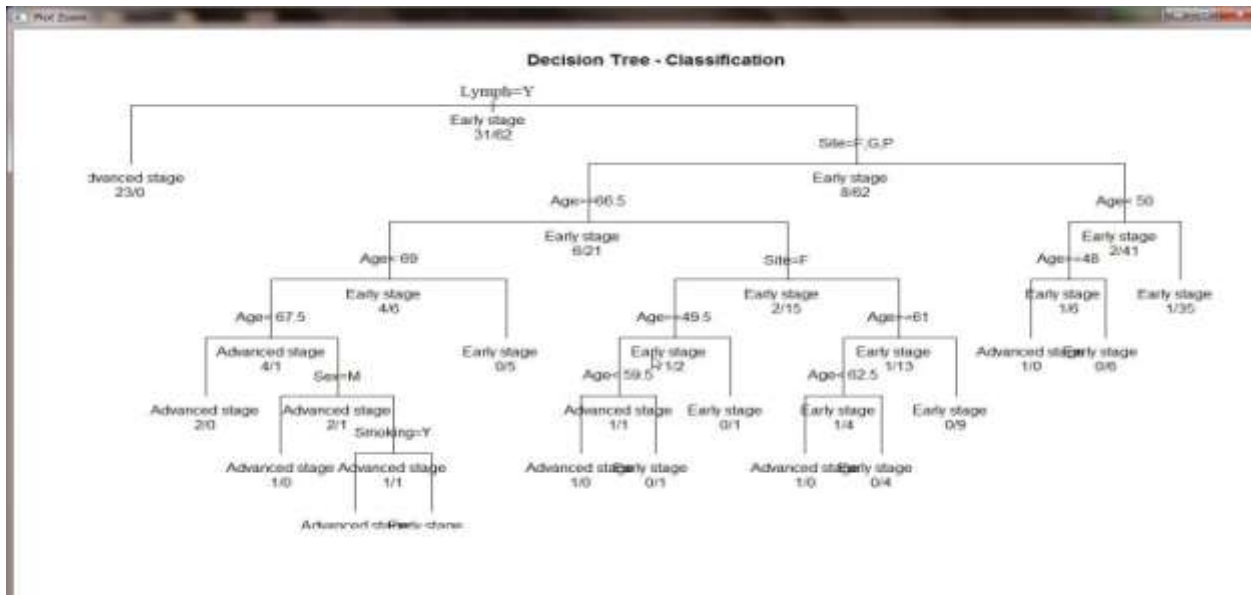 Plot Zoom
Decision Tree - Classification
Lymph=Y
Early stage
31/62
Site=F,G,P
dvanced stage
23/0
Early stage
8/62
Age>=66.5
Age< 50
Early stage
6/21
Early stage
2/41
Age< 69
Site=F
Age>=48
Early stage
4/6
Early stage
2/15
Early stage
1/6
Early stage
1/35
Age< 67.5
Age>=49.5
Age>=61
Advanced stage
4/1
Early stage
0/5
Early stage
1/2
Early stage
1/13
Advanced stage
1/0
Early stage
0/6
Sex=M
Age< 59.5
Age< 62.5
Advanced stage
2/0
Advanced stage
2/1
Advanced stage
1/1
Early stage
0/1
Early stage
1/4
Early stage
0/9
Smoking=Y
Advanced stage
1/0
Advanced stage
1/1
Advanced stage
1/0
Early stage
0/1
Advanced stage
1/0
Early stage
0/4
Advanced stage
Early stage